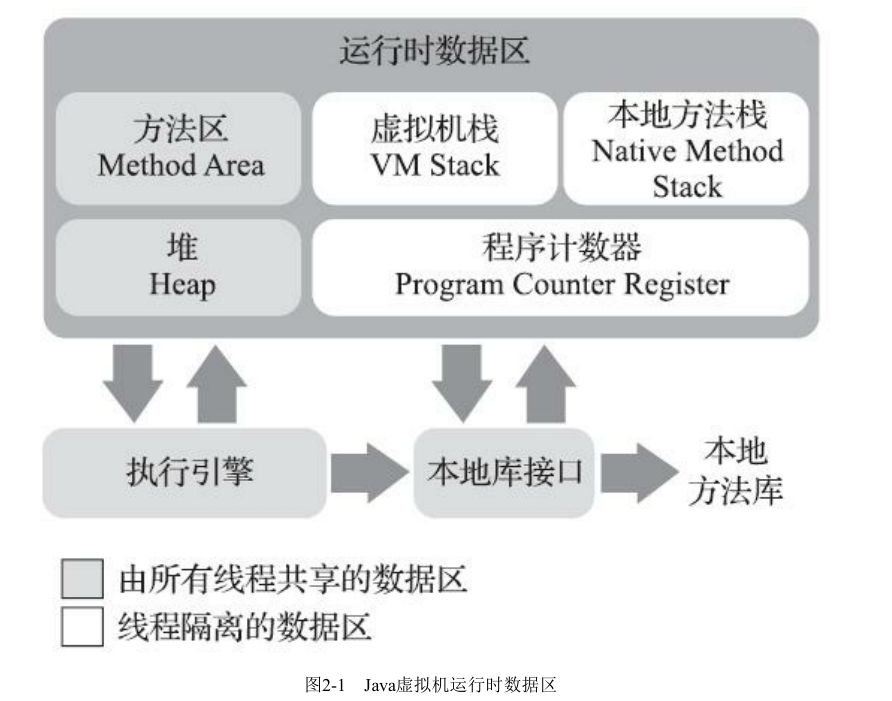 运行时数据区
方法区
Method Area
虚拟机栈
VM Stack
本地方法栈
Native Method
Stack
堆
Heap
程序计数器
Program Counter Register
执行引擎
本地库接口
本地
方法库
由所有线程共享的数据区
线程隔离的数据区
图2-1 Java虚拟机运行时数据区